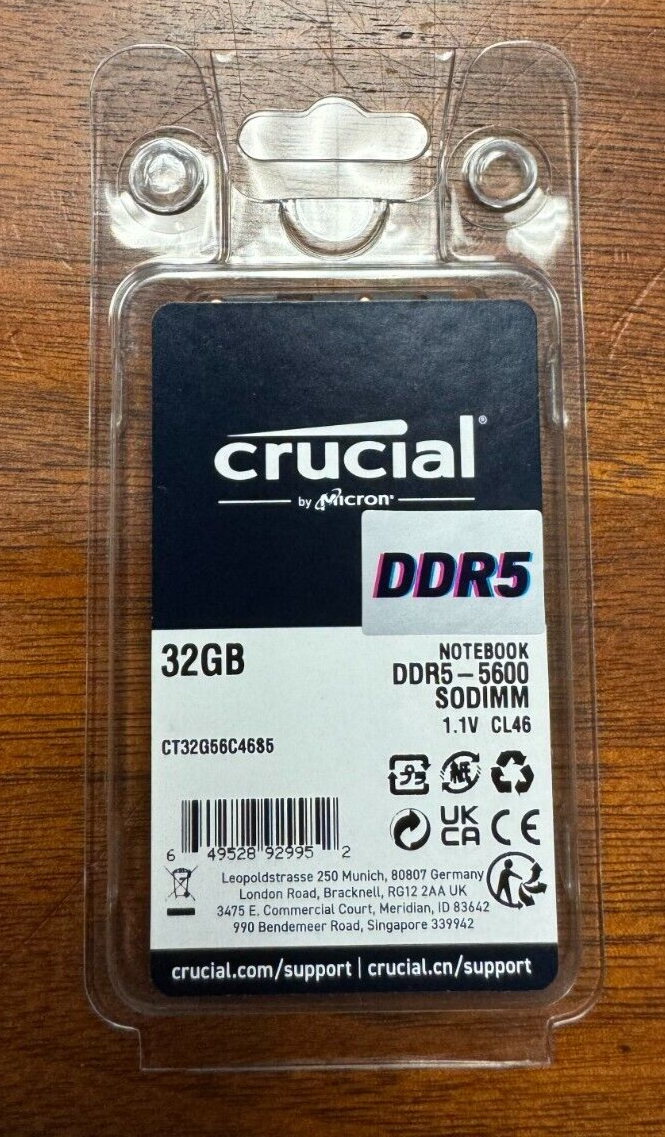 crucial®
by Micron®
DDR5
32GB
NOTEBOOK
DDR5-5600
SODIMM
1.1V CL46
CT32G56C46S5
UK
CA
CE
6 49528 92995 2
Leopoldstrasse 250 Munich, 80807 Germany
London Road, Bracknell, RG12 2AA UK
3475 E. Commercial Court, Meridian, ID 83642
990 Bendemeer Road, Singapore 339942
crucial.com/support | crucial.cn/support